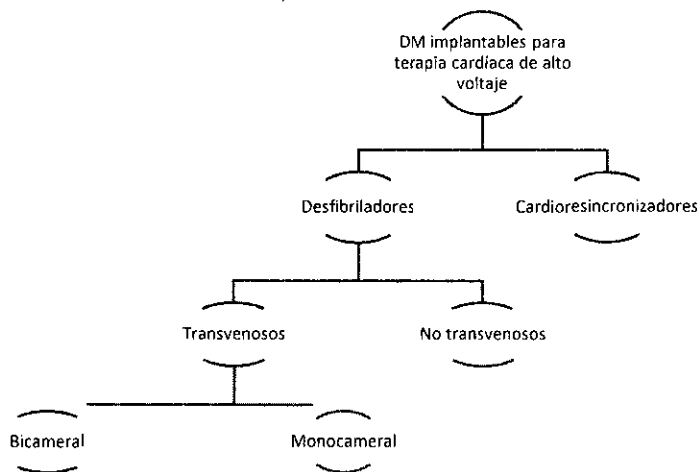 DM implantables para
terapia cardíaca de alto
voltaje
Desfibriladores
Cardioresincronizadores
Transvenosos
No transvenosos
Bicameral
Monocameral